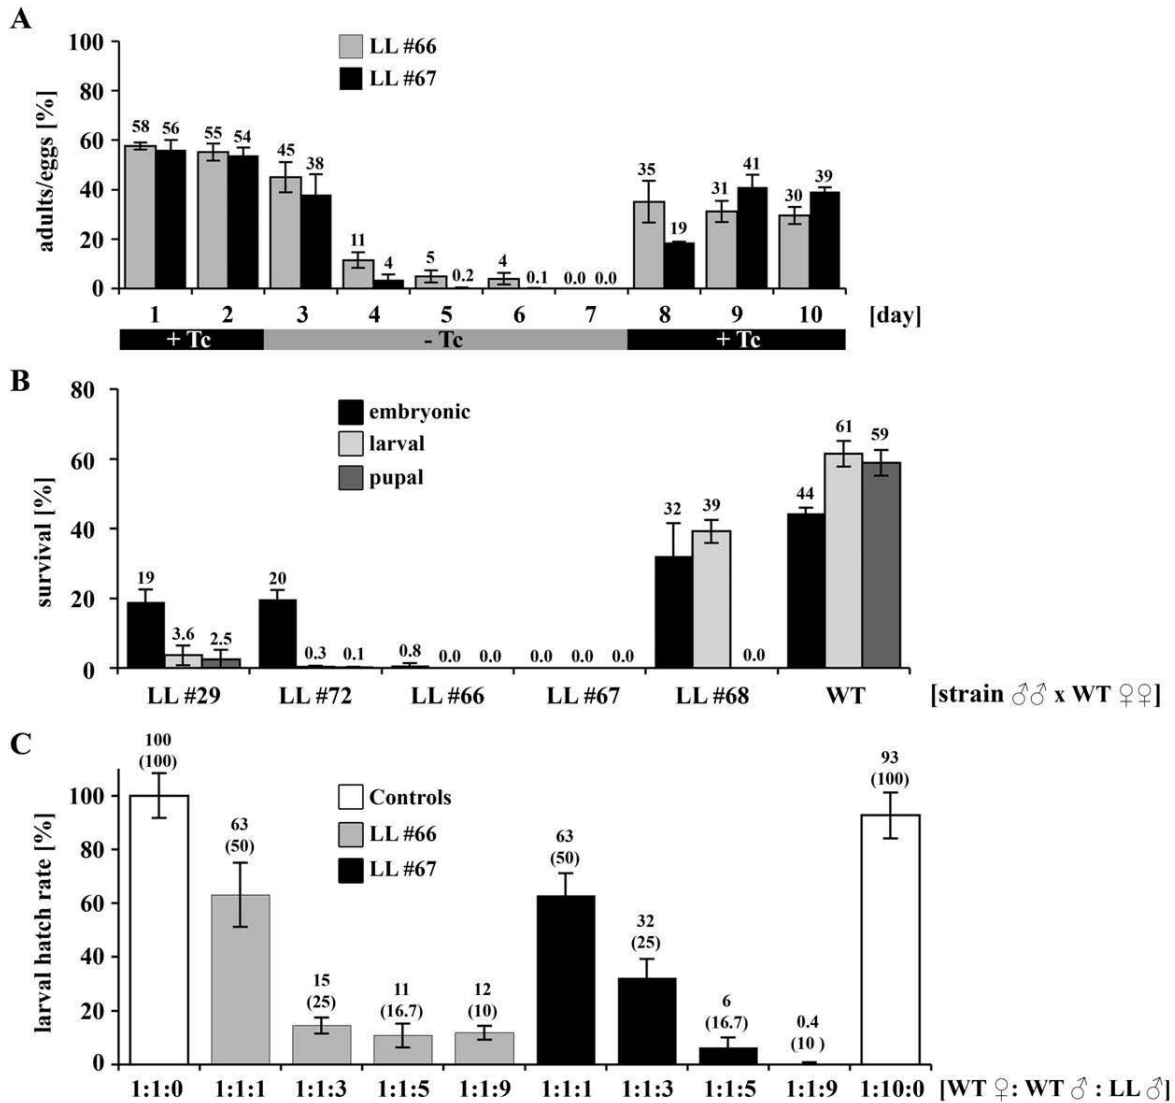 A
100
80
60
40
20
0
adults/eggs [%]
LL #66
LL #67
58 56 55 54 45 38 11 4 5 0.2 4 0.1 0.0 0.0 35 19 31 41 30 39
1 2 3 4 5 6 7 8 9 10 [day]
+ Tc - Tc + Tc
B
80
60
40
20
0
survival [%]
embryonic
larval
pupal
19 3.6 2.5 20 0.3 0.1 0.8 0.0 0.0 0.0 0.0 0.0 32 39 0.0 44 61 59
LL #29 LL #72 LL #66 LL #67 LL #68 WT [strain ♂♂ x WT ♀♀]
C
100
80
60
40
20
0
larval hatch rate [%]
Controls
LL #66
LL #67
100
(100)
63
(50)
15
(25)
11
(16.7)
12
(10)
63
(50)
32
(25)
6
(16.7)
0.4
(10 )
93
(100)
1:1:0 1:1:1 1:1:3 1:1:5 1:1:9 1:1:1 1:1:3 1:1:5 1:1:9 1:10:0 [WT ♀: WT ♂ : LL ♂]